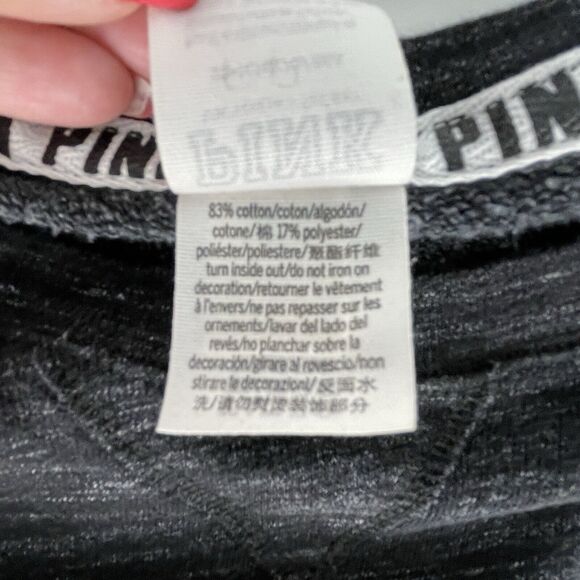 PINK
PIN
PIN
83% cotton/coton/algodón/
cotone/棉 17% polyester/
poliéster/poliestere/聚酯纤维
turn inside out/do not iron on
decoration/retourner le vêtement
à l'envers/ne pas repasser sur les
ornements/lavar del lado del
revés/no planchar sobre la
decoración/girare al rovescio/non
stirare le decorazioni/ 反面水
洗/请勿熨烫装饰部分